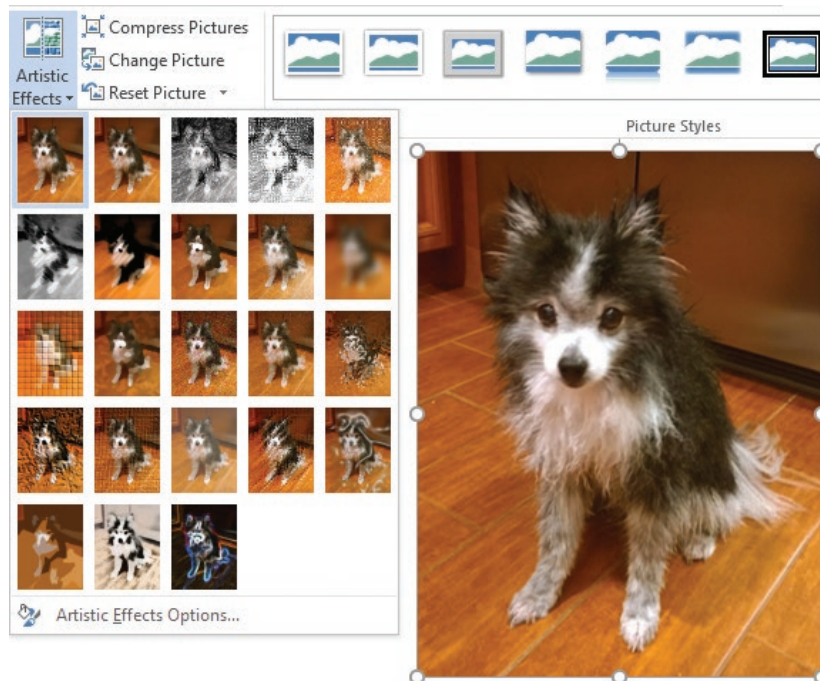 Compress Pictures
Change Picture
Reset Picture
Artistic
Effects
Picture Styles
Artistic Effects Options...